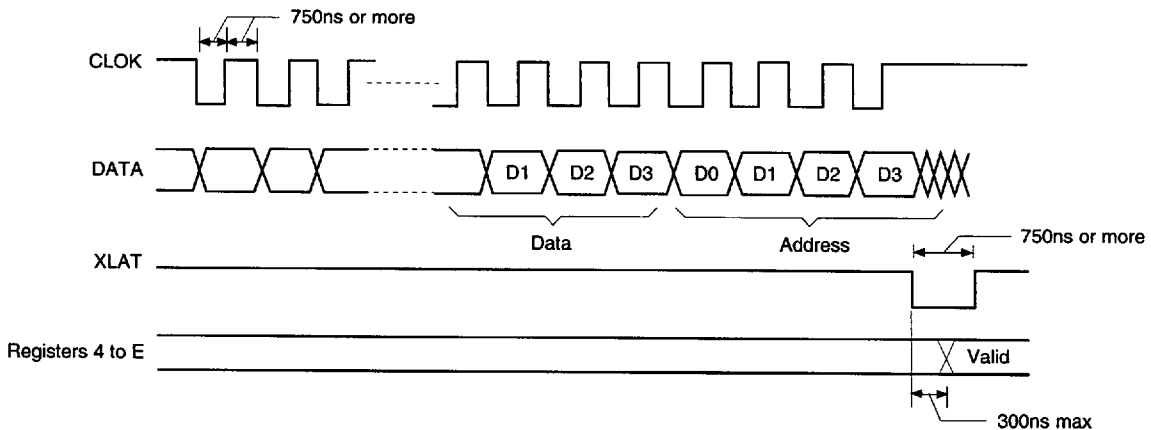 750ns or more
CLOK
DATA
D1 D2 D3 D0 D1 D2 D3
Data Address
750ns or more
XLAT
Registers 4 to E
Valid
300ns max